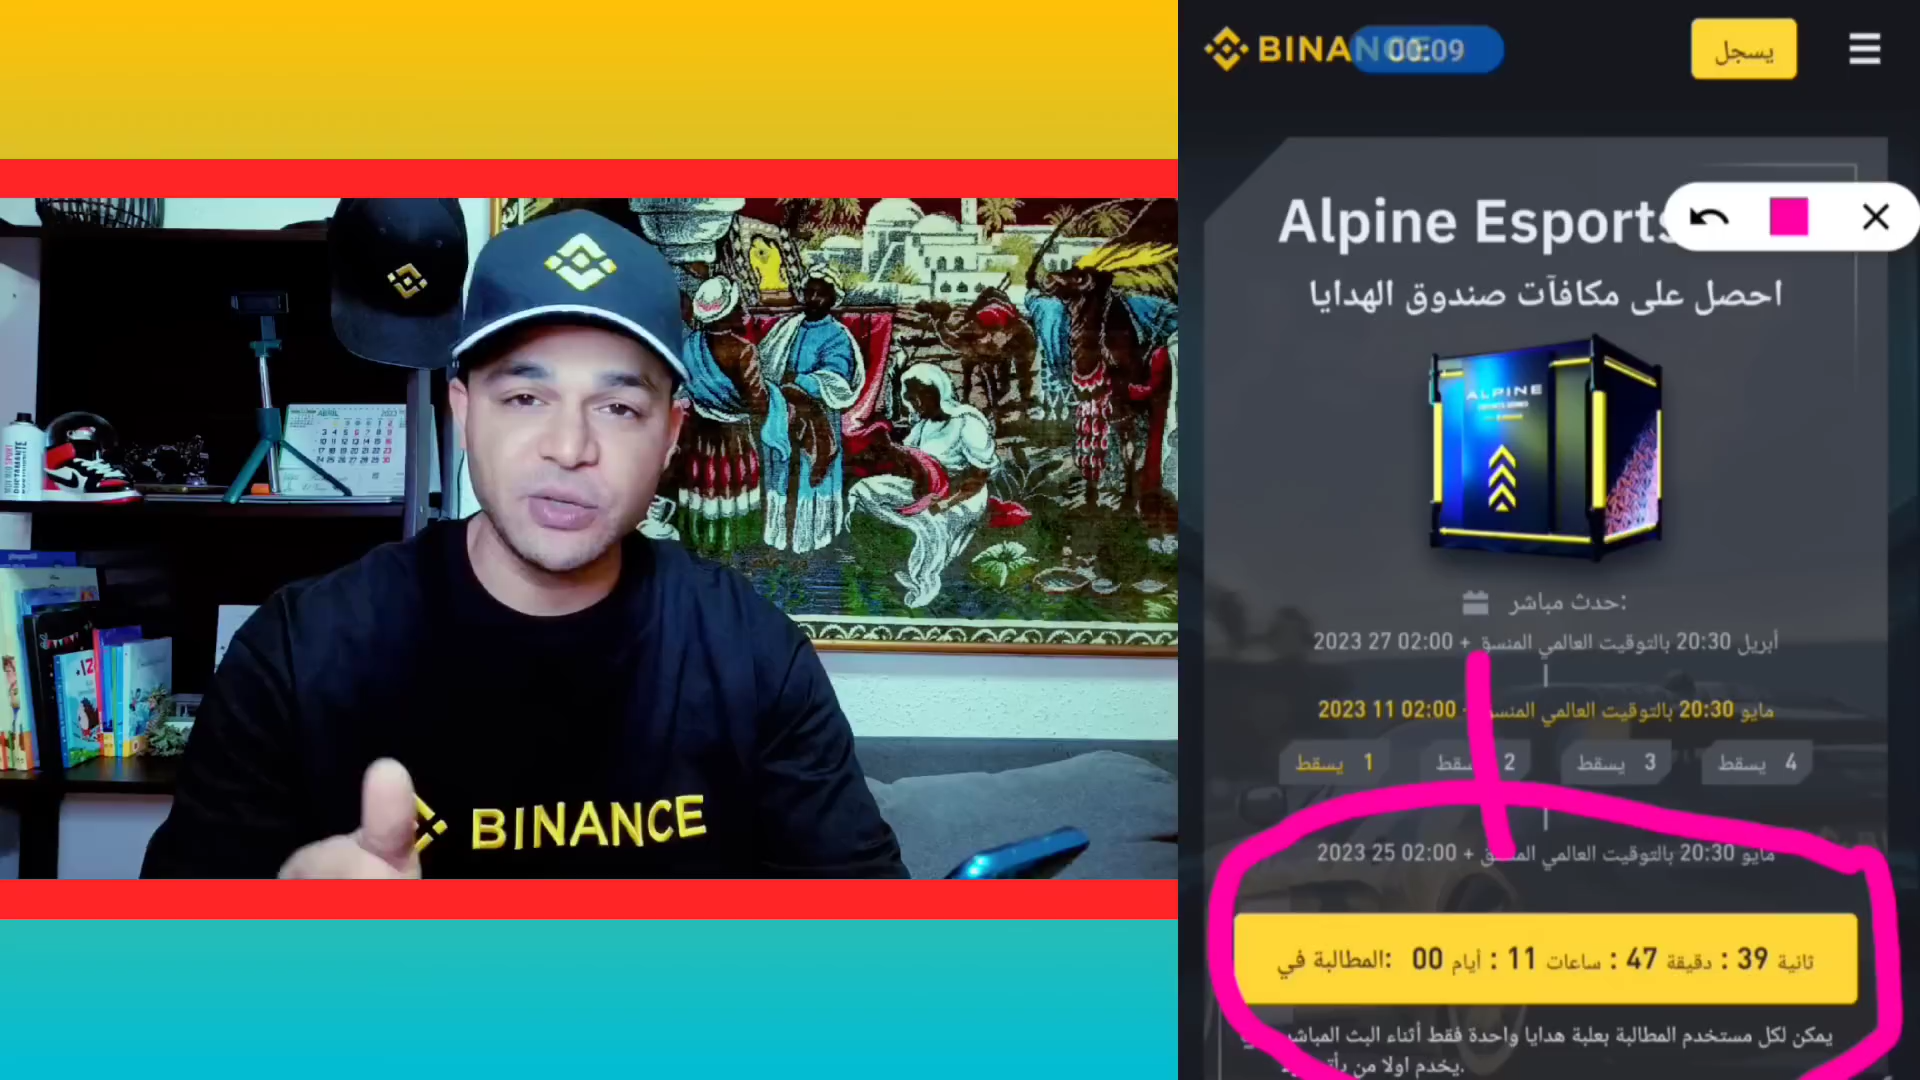 BINANCE
BINANCE
00:09
يسجل
Alpine Esports
احصل على مكافآت صندوق الهدايا
ALPINE
حدث مباشر:
أبريل 20:30 بالتوقيت العالمي المنسق + 02:00 27 2023
مايو 20:30 بالتوقيت العالمي 02:00 11 2023
1 يسقط
2
3 يسقط
4 يسقط
مايو 20:30 بالتوقيت العالمي + 02:00 25 2023
المطالبة في: 00 أيام : 11 ساعات : 47 دقيقة : 39 ثانية
يمكن لكل مستخدم المطالبة بعلبة هدايا واحدة فقط أثناء البث المباشر
يخدم اولا من